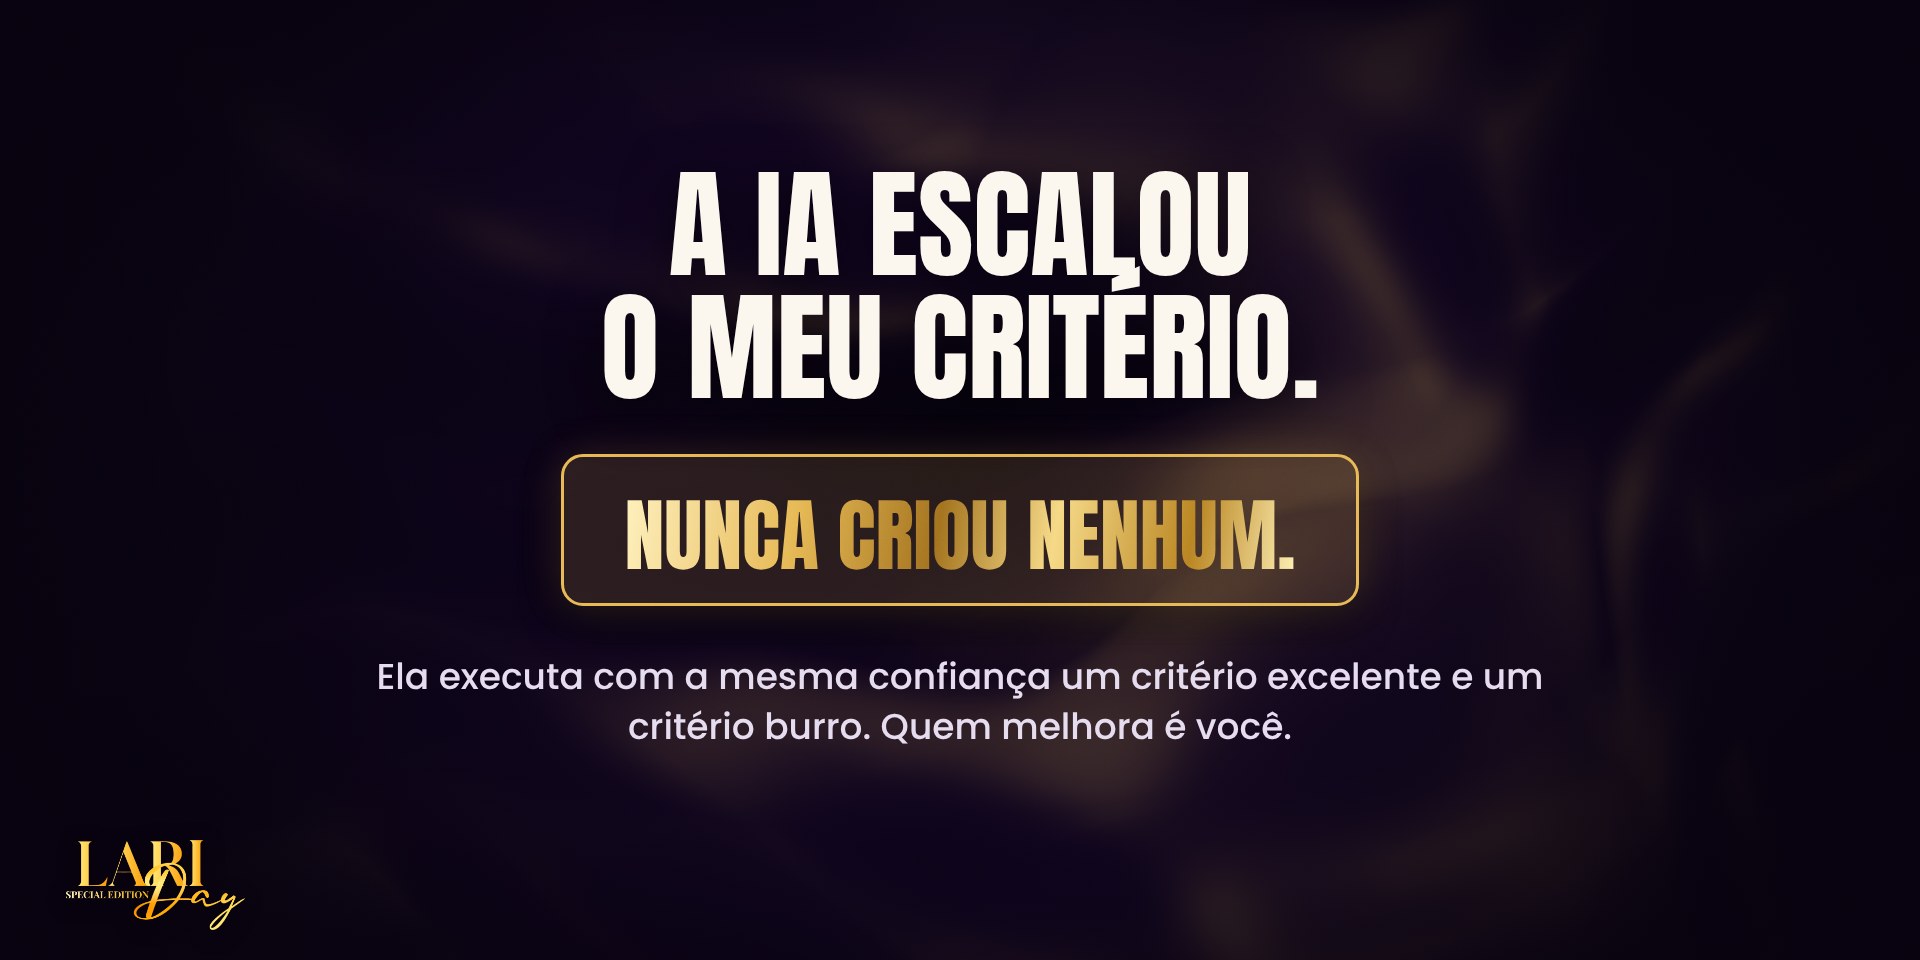 A IA ESCALOU
O MEU CRITÉRIO.
NUNCA CRIOU NENHUM.
Ela executa com a mesma confiança um critério excelente e um
critério burro. Quem melhora é você.
LABI
SPECIAL EDITION Day